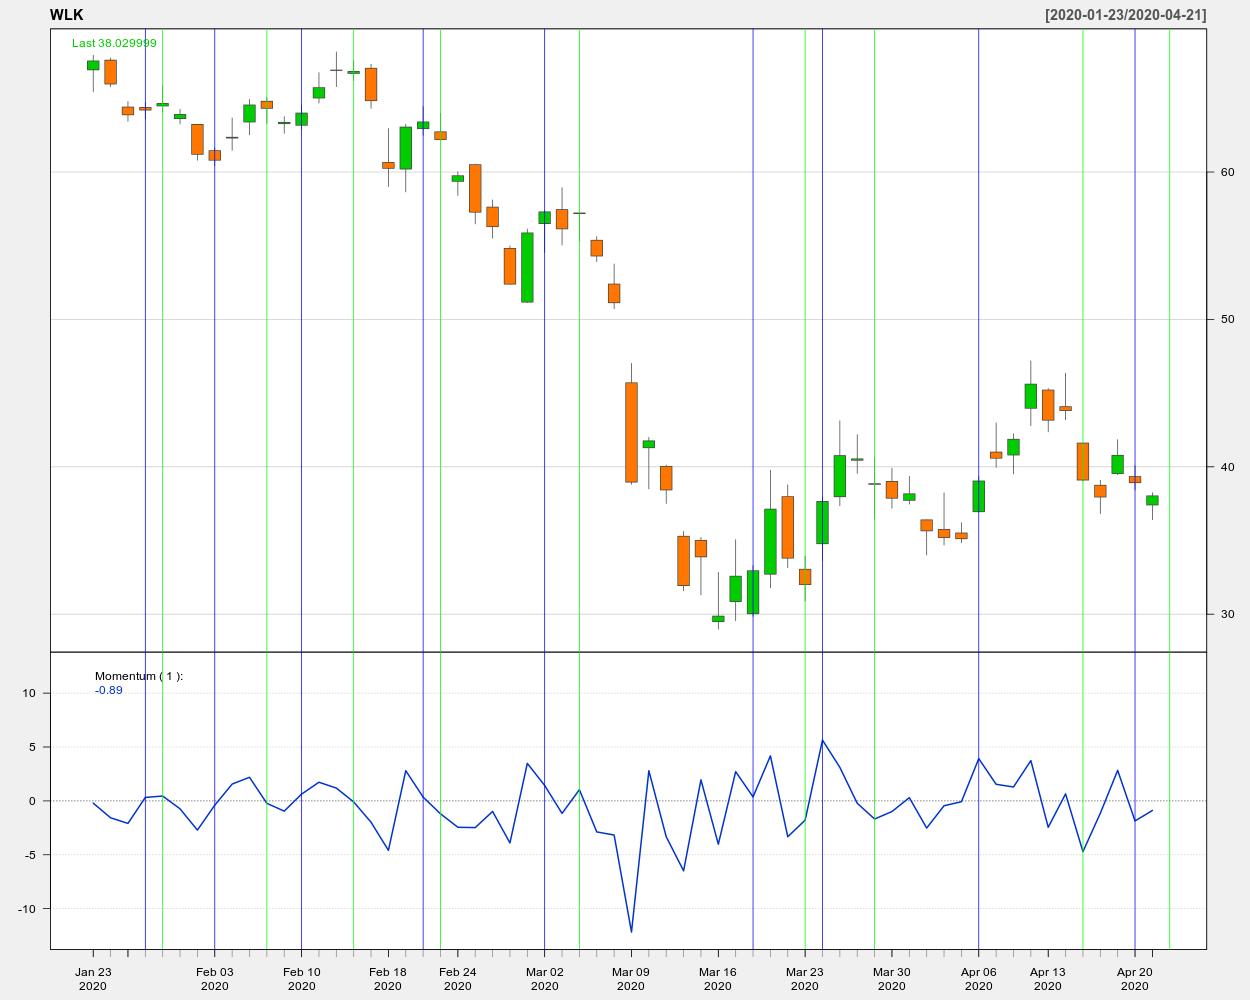 WLK
[2020-01-23/2020-04-21]
Last 38.029999
60
50
40
30
Momentum ( 1 ):
-0.89
10
5
0
-5
-10
Jan 23 Feb 03 Feb 10 Feb 18 Feb 24 Mar 02 Mar 09 Mar 16 Mar 23 Mar 30 Apr 06 Apr 13 Apr 20
2020 2020 2020 2020 2020 2020 2020 2020 2020 2020 2020 2020 2020